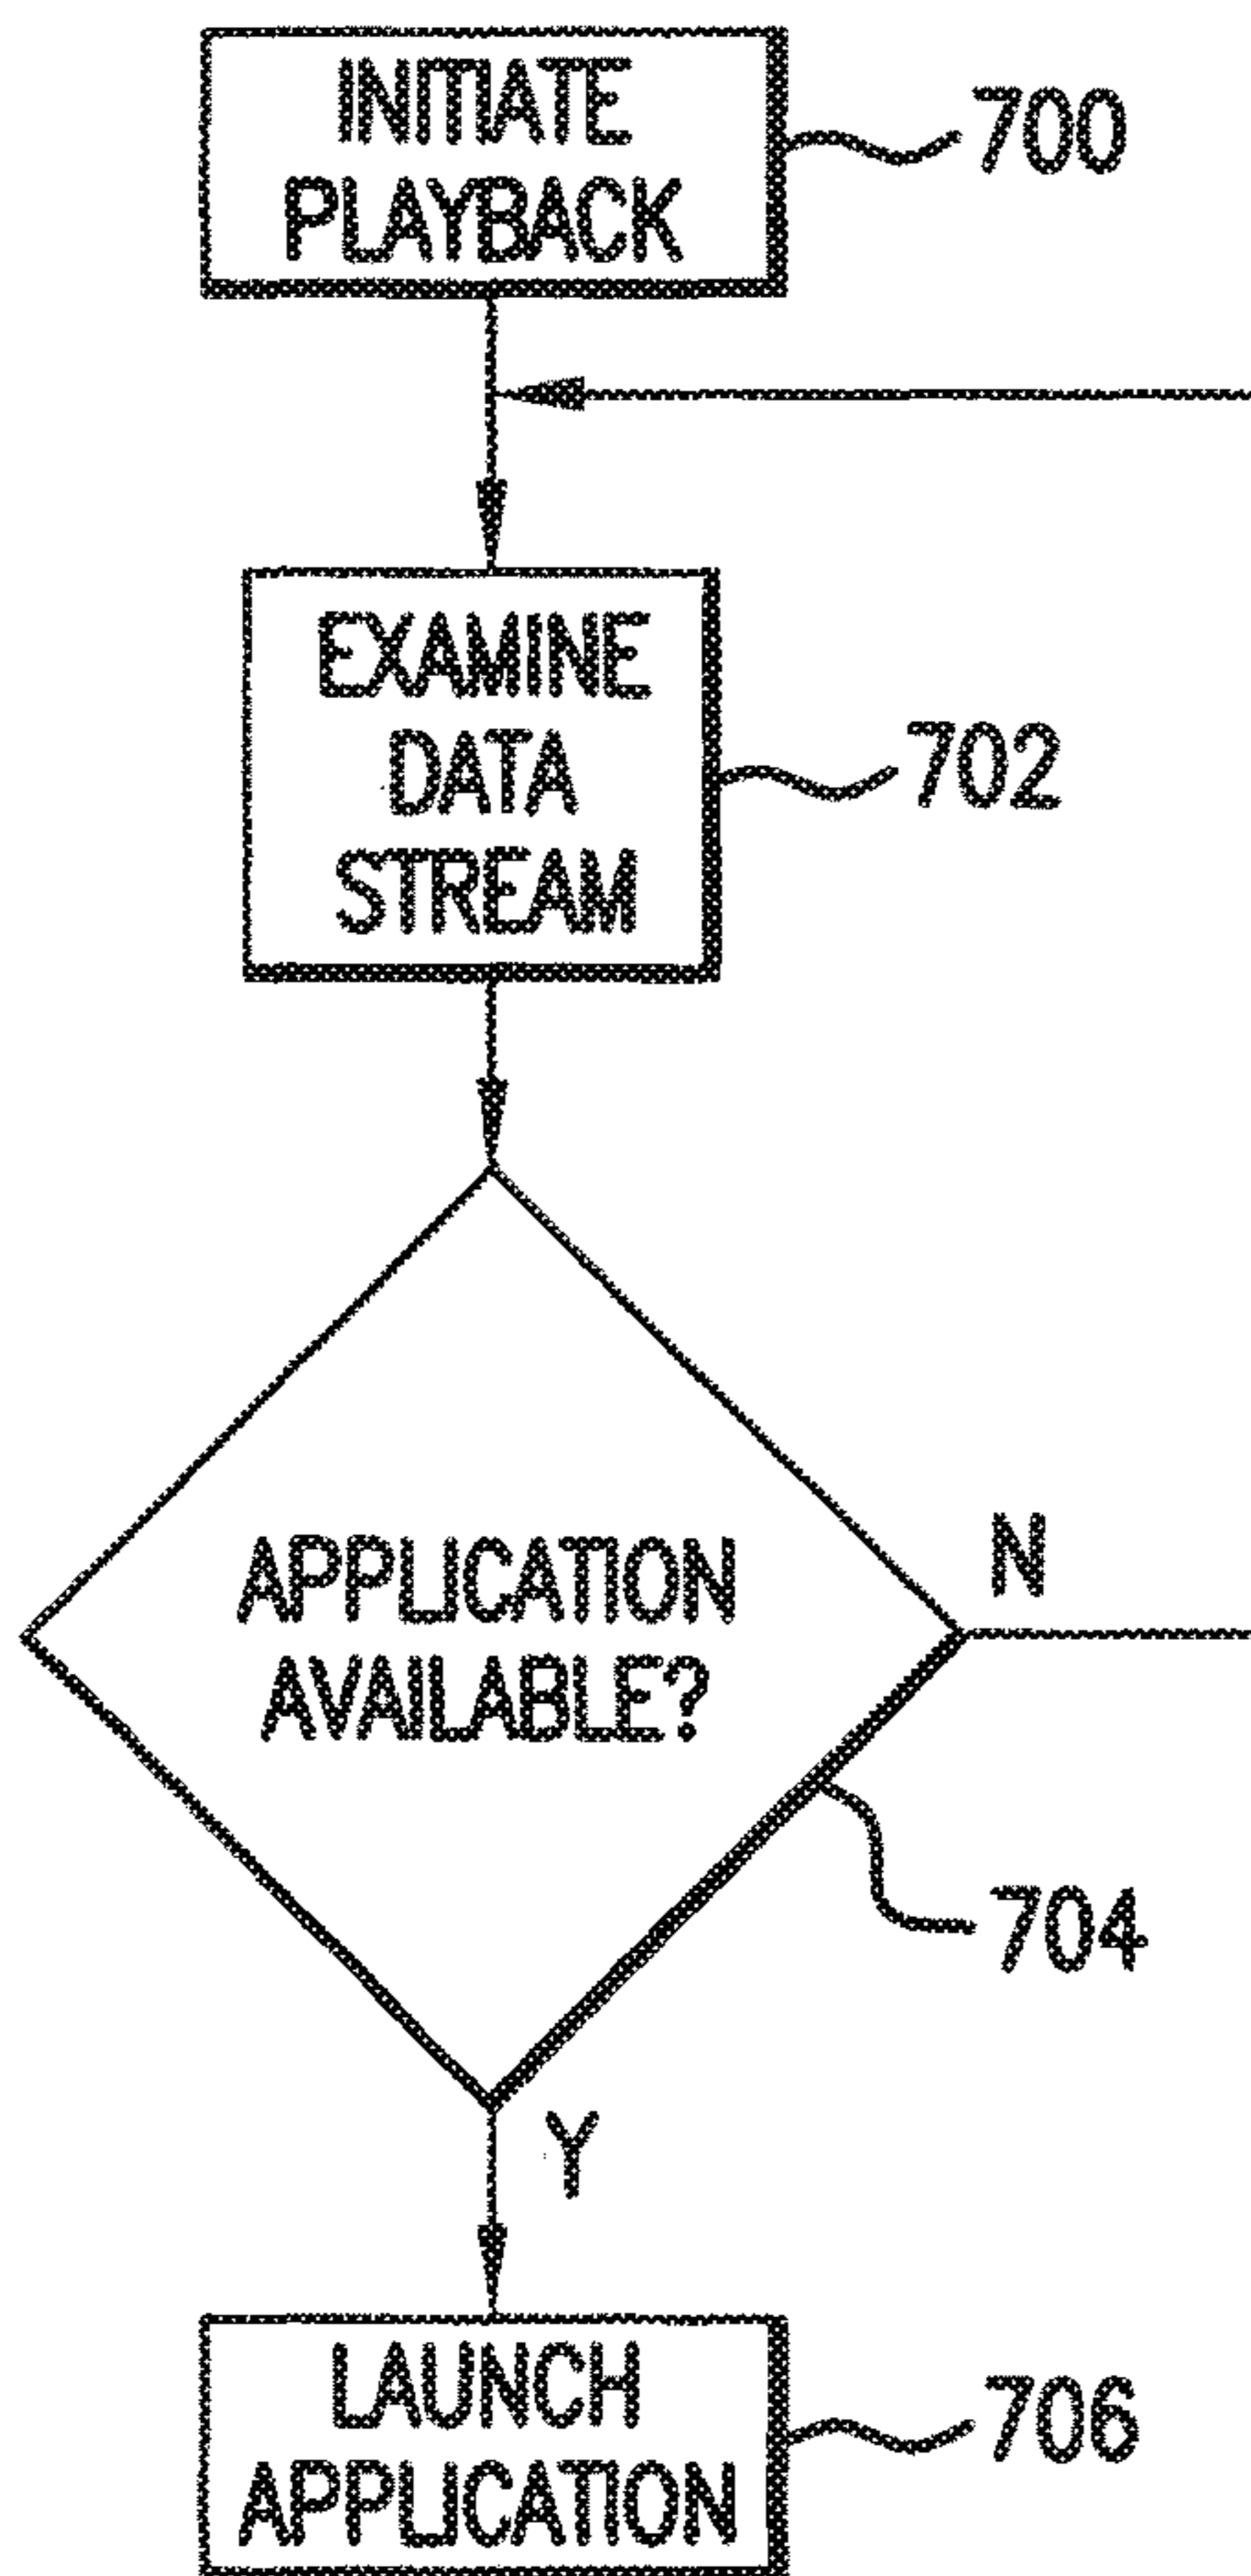 INITIATE
PLAYBACK
700
EXAMINE
DATA
STREAM
702
APPLICATION
AVAILABLE?
N
704
Y
LAUNCH
APPLICATION
706